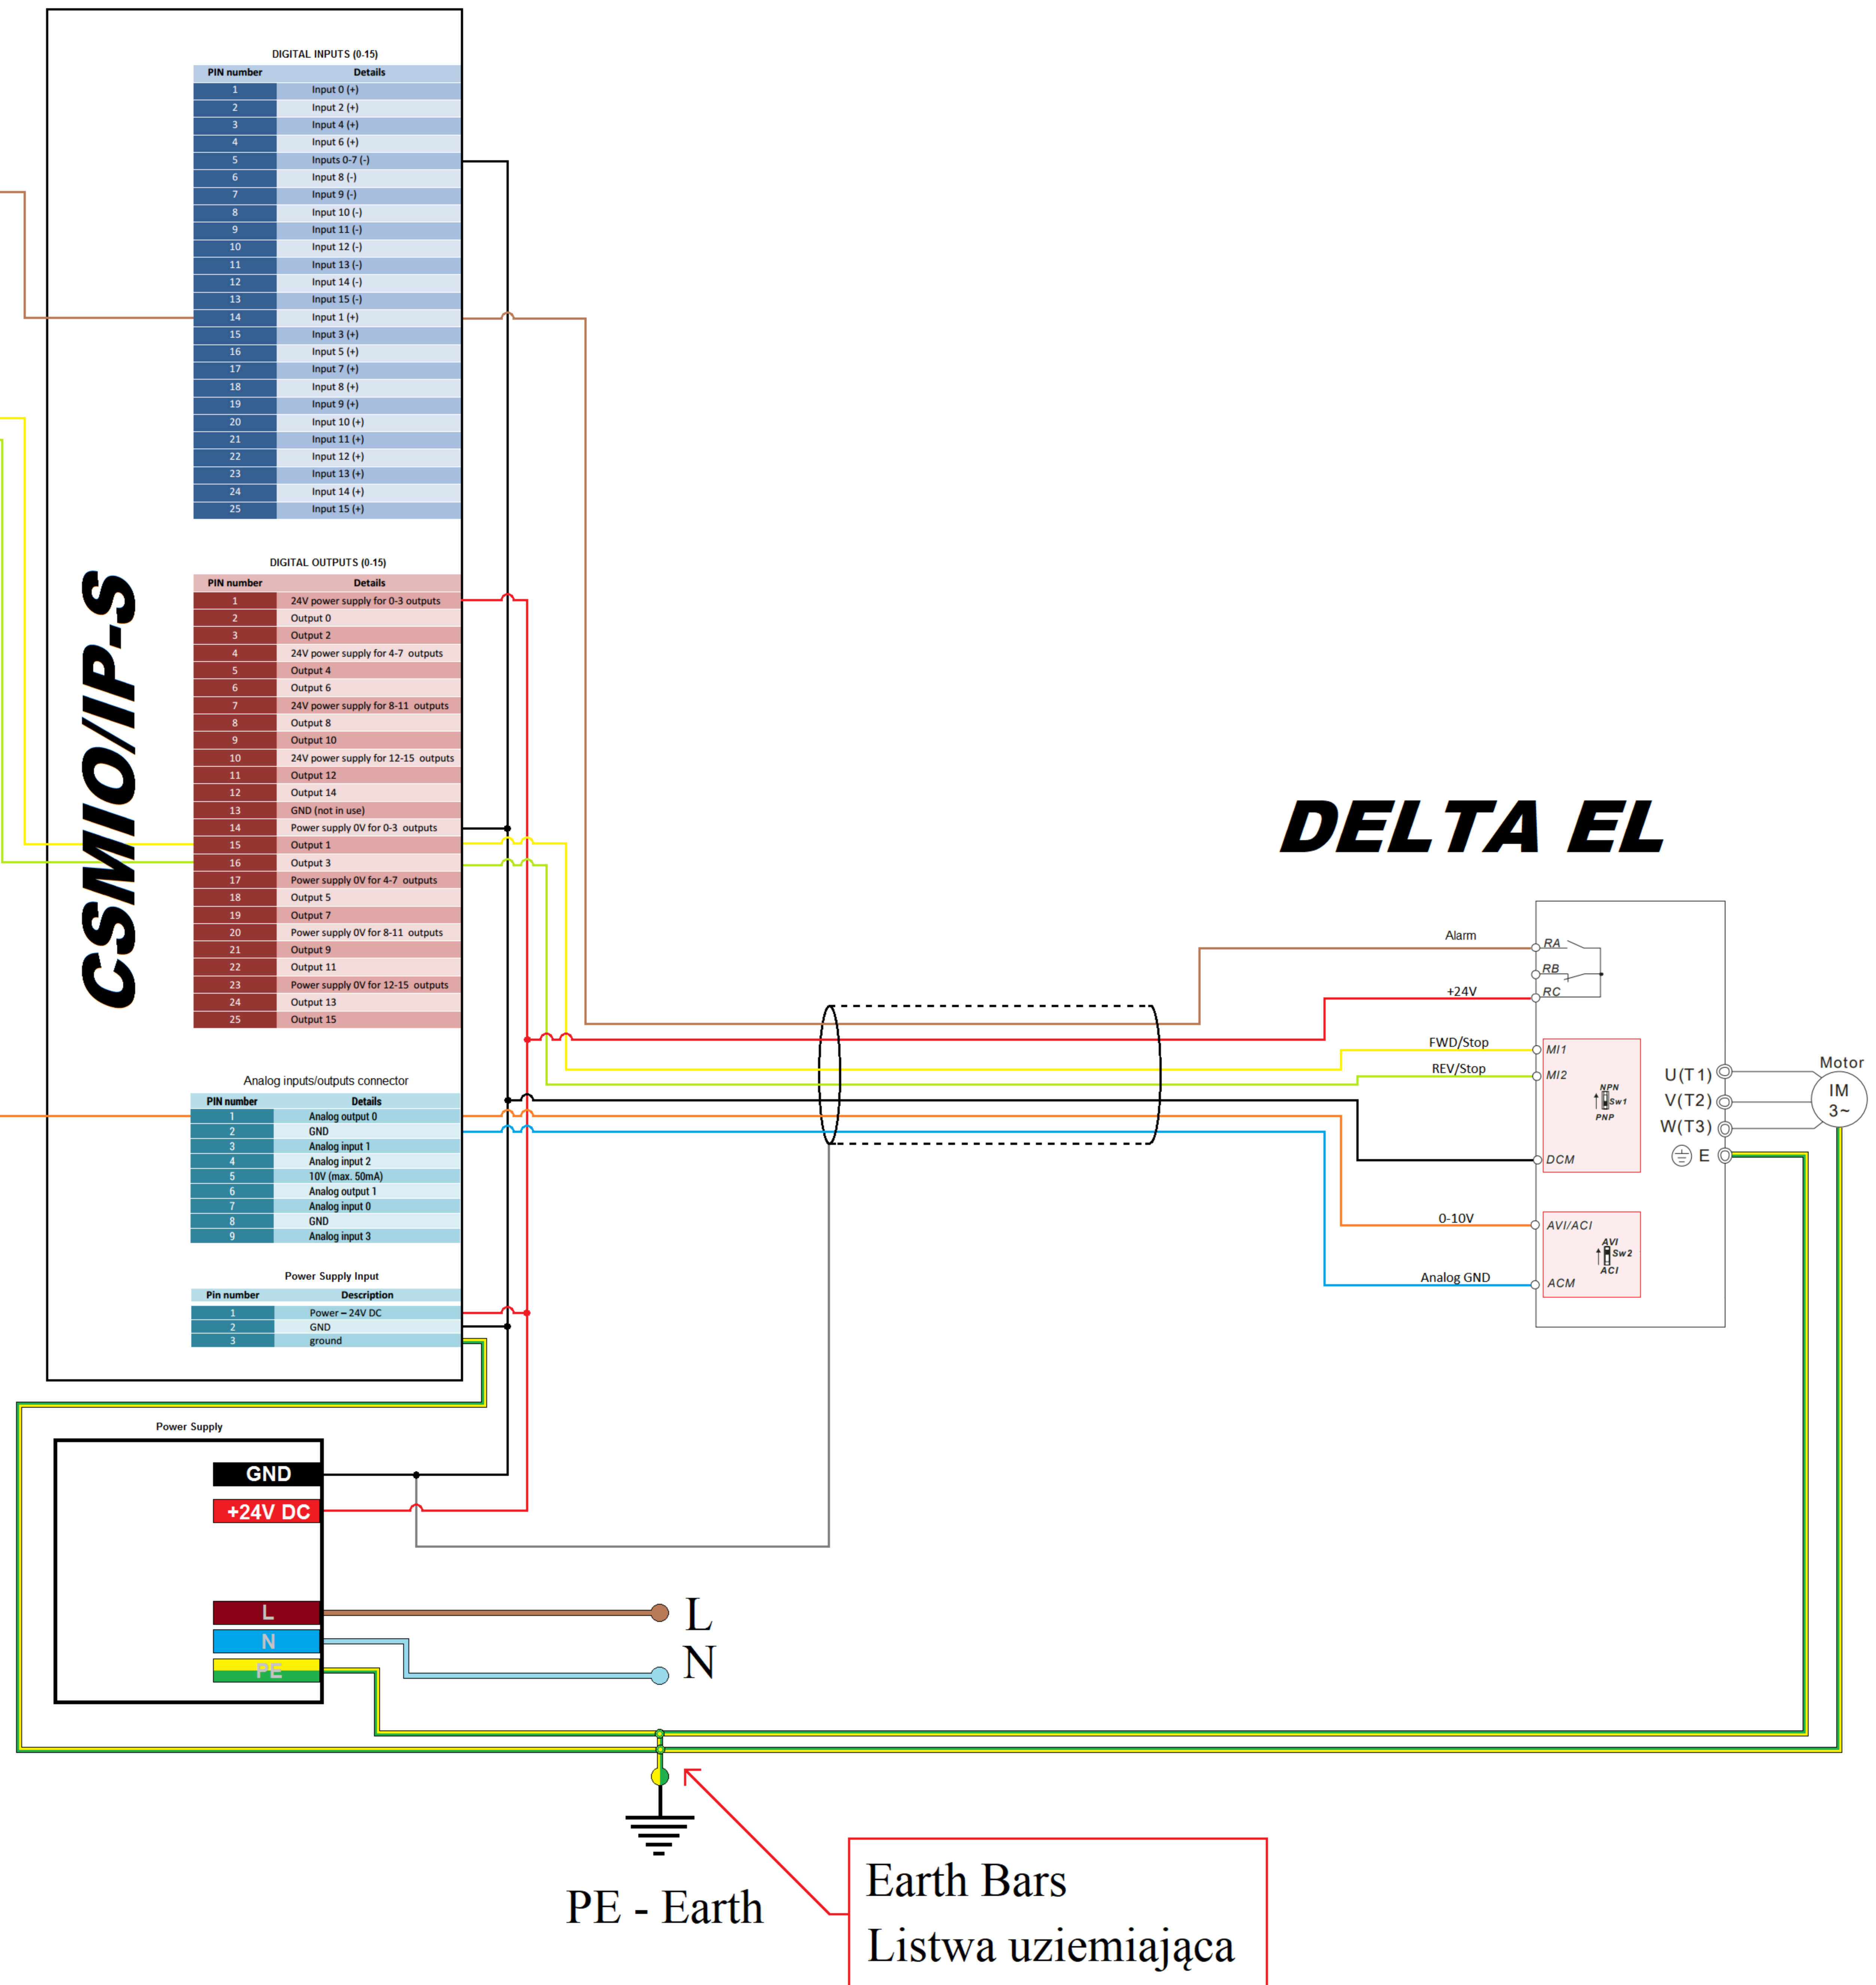 CSMIO/IP-S
DIGITAL INPUTS (0-15)
PIN number Details
1 Input 0 (+)
2 Input 2 (+)
3 Input 4 (+)
4 Input 6 (+)
5 Inputs 0-7 (-)
6 Input 8 (-)
7 Input 9 (-)
8 Input 10 (-)
9 Input 11 (-)
10 Input 12 (-)
11 Input 13 (-)
12 Input 14 (-)
13 Input 15 (-)
14 Input 1 (+)
15 Input 3 (+)
16 Input 5 (+)
17 Input 7 (+)
18 Input 8 (+)
19 Input 9 (+)
20 Input 10 (+)
21 Input 11 (+)
22 Input 12 (+)
23 Input 13 (+)
24 Input 14 (+)
25 Input 15 (+)
DIGITAL OUTPUTS (0-15)
PIN number Details
1 24V power supply for 0-3 outputs
2 Output 0
3 Output 2
4 24V power supply for 4-7 outputs
5 Output 4
6 Output 6
7 24V power supply for 8-11 outputs
8 Output 8
9 Output 10
10 24V power supply for 12-15 outputs
11 Output 12
12 Output 14
13 GND (not in use)
14 Power supply 0V for 0-3 outputs
15 Output 1
16 Output 3
17 Power supply 0V for 4-7 outputs
18 Output 5
19 Output 7
20 Power supply 0V for 8-11 outputs
21 Output 9
22 Output 11
23 Power supply 0V for 12-15 outputs
24 Output 13
25 Output 15
Analog inputs/outputs connector
PIN number Details
1 Analog output 0
2 GND
3 Analog input 1
4 Analog input 2
5 10V (max. 50mA)
6 Analog output 1
7 Analog input 0
8 GND
9 Analog input 3
Power Supply Input
Pin number Description
1 Power – 24V DC
2 GND
3 ground
Power Supply
GND
+24V DC
L
N
PE
L
N
PE - Earth
Earth Bars
Listwa uziemiająca
DELTA EL
Alarm
RA
RB
+24V
RC
FWD/Stop
MI1
REV/Stop
MI2
NPN
Sw1
PNP
DCM
0-10V
AVI/ACI
AVI
Sw2
ACI
Analog GND
ACM
U(T1)
V(T2)
W(T3)
E
Motor
IM
3~